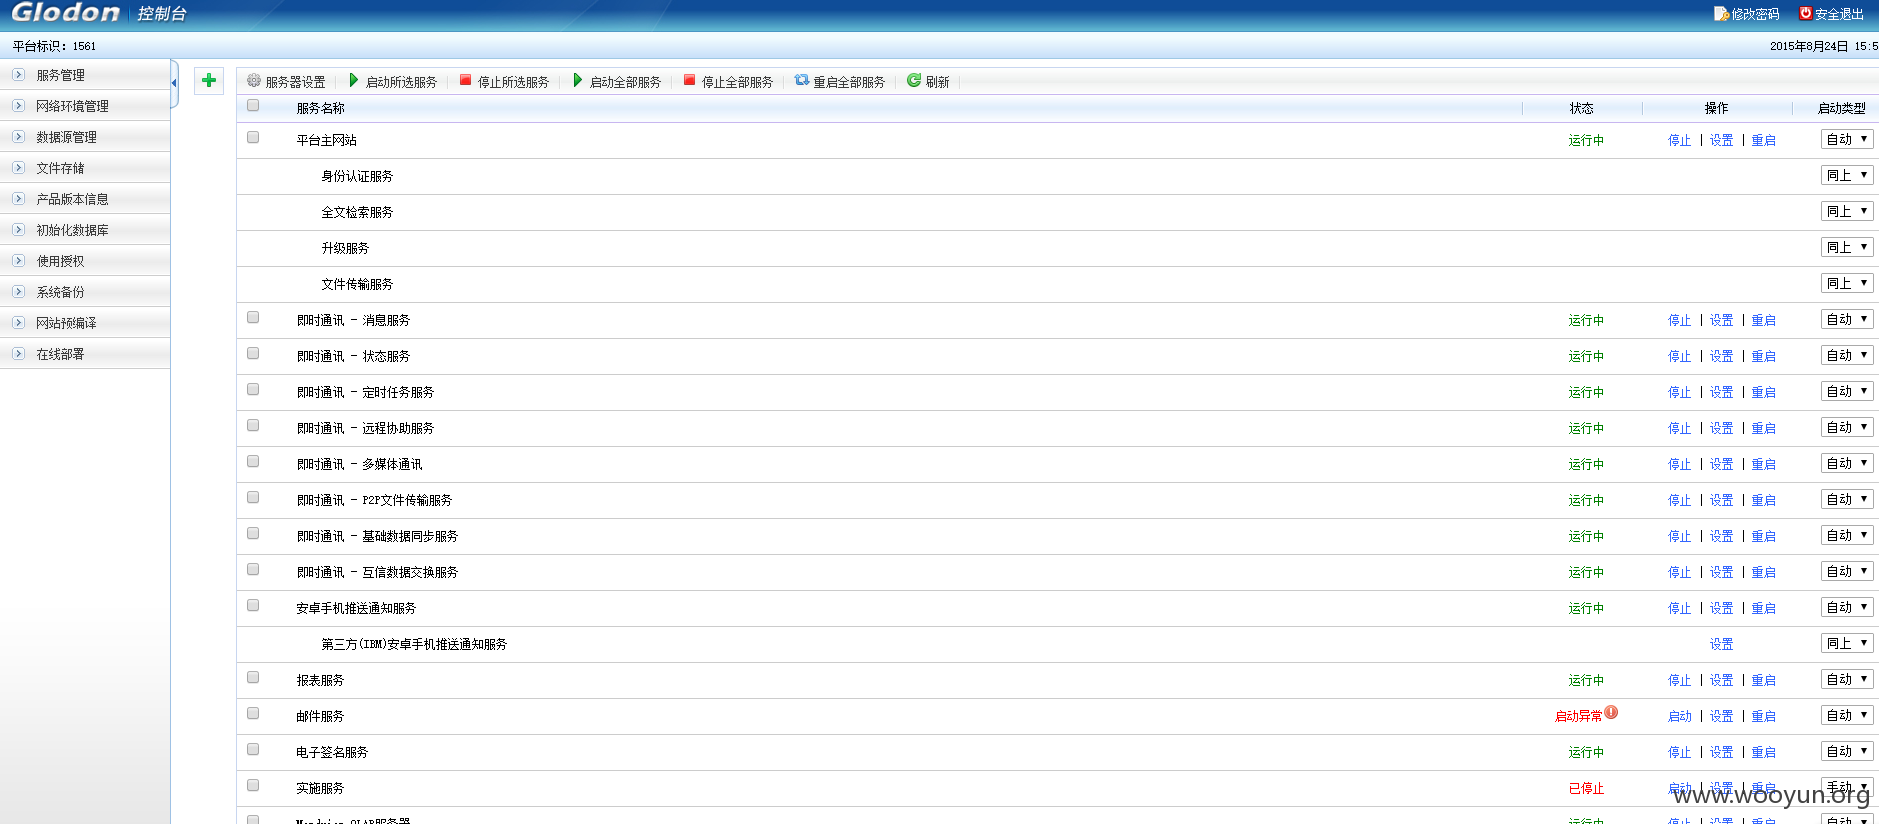 Glodon 控制台 修改密码 安全退出
平台标识: 1561 2015年8月24日 15:5
服务管理
网络环境管理
数据源管理
文件存储
产品版本信息
初始化数据库
使用授权
系统备份
网站预编译
在线部署
服务器设置 启动所选服务 停止所选服务 启动全部服务 停止全部服务 重启全部服务 刷新
服务名称 状态 操作 启动类型
平台主网站 运行中 停止 | 设置 | 重启 自动
身份认证服务 同上
全文检索服务 同上
升级服务 同上
文件传输服务 同上
即时通讯 - 消息服务 运行中 停止 | 设置 | 重启 自动
即时通讯 - 状态服务 运行中 停止 | 设置 | 重启 自动
即时通讯 - 定时任务服务 运行中 停止 | 设置 | 重启 自动
即时通讯 - 远程协助服务 运行中 停止 | 设置 | 重启 自动
即时通讯 - 多媒体通讯 运行中 停止 | 设置 | 重启 自动
即时通讯 - P2P文件传输服务 运行中 停止 | 设置 | 重启 自动
即时通讯 - 基础数据同步服务 运行中 停止 | 设置 | 重启 自动
即时通讯 - 互信数据交换服务 运行中 停止 | 设置 | 重启 自动
安卓手机推送通知服务 运行中 停止 | 设置 | 重启 自动
第三方(IBM)安卓手机推送通知服务 设置 同上
报表服务 运行中 停止 | 设置 | 重启 自动
邮件服务 启动异常 启动 | 设置 | 重启 自动
电子签名服务 运行中 停止 | 设置 | 重启 自动
实施服务 已停止 启动 | 设置 | 重启 手动
www.wooyun.org
OLAP服务器 运行中 停止 | 设置 | 重启 自动